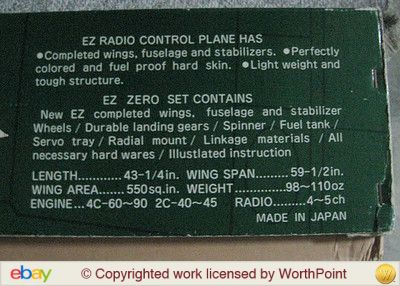 EZ RADIO CONTROL PLANE HAS
●Completed wings, fuselage and stabilizers. ●Perfectly
colored and fuel proof hard skin. ●Light weight and
tough structure.
EZ ZERO SET CONTAINS
New EZ completed wings, fuselage and stabilizer
Wheels / Durable landing gears / Spinner / Fuel tank /
Servo tray / Radial mount / Linkage materials / All
necessary hard wares / Illustlated instruction
LENGTH............43-1/4in. WING SPAN.........59-1/2in.
WING AREA.......550sq.in. WEIGHT..............98~110oz
ENGINE...4C-60~90 2C-40~45 RADIO.........4~5ch
MADE IN JAPAN
ebay © Copyrighted work licensed by WorthPoint
W